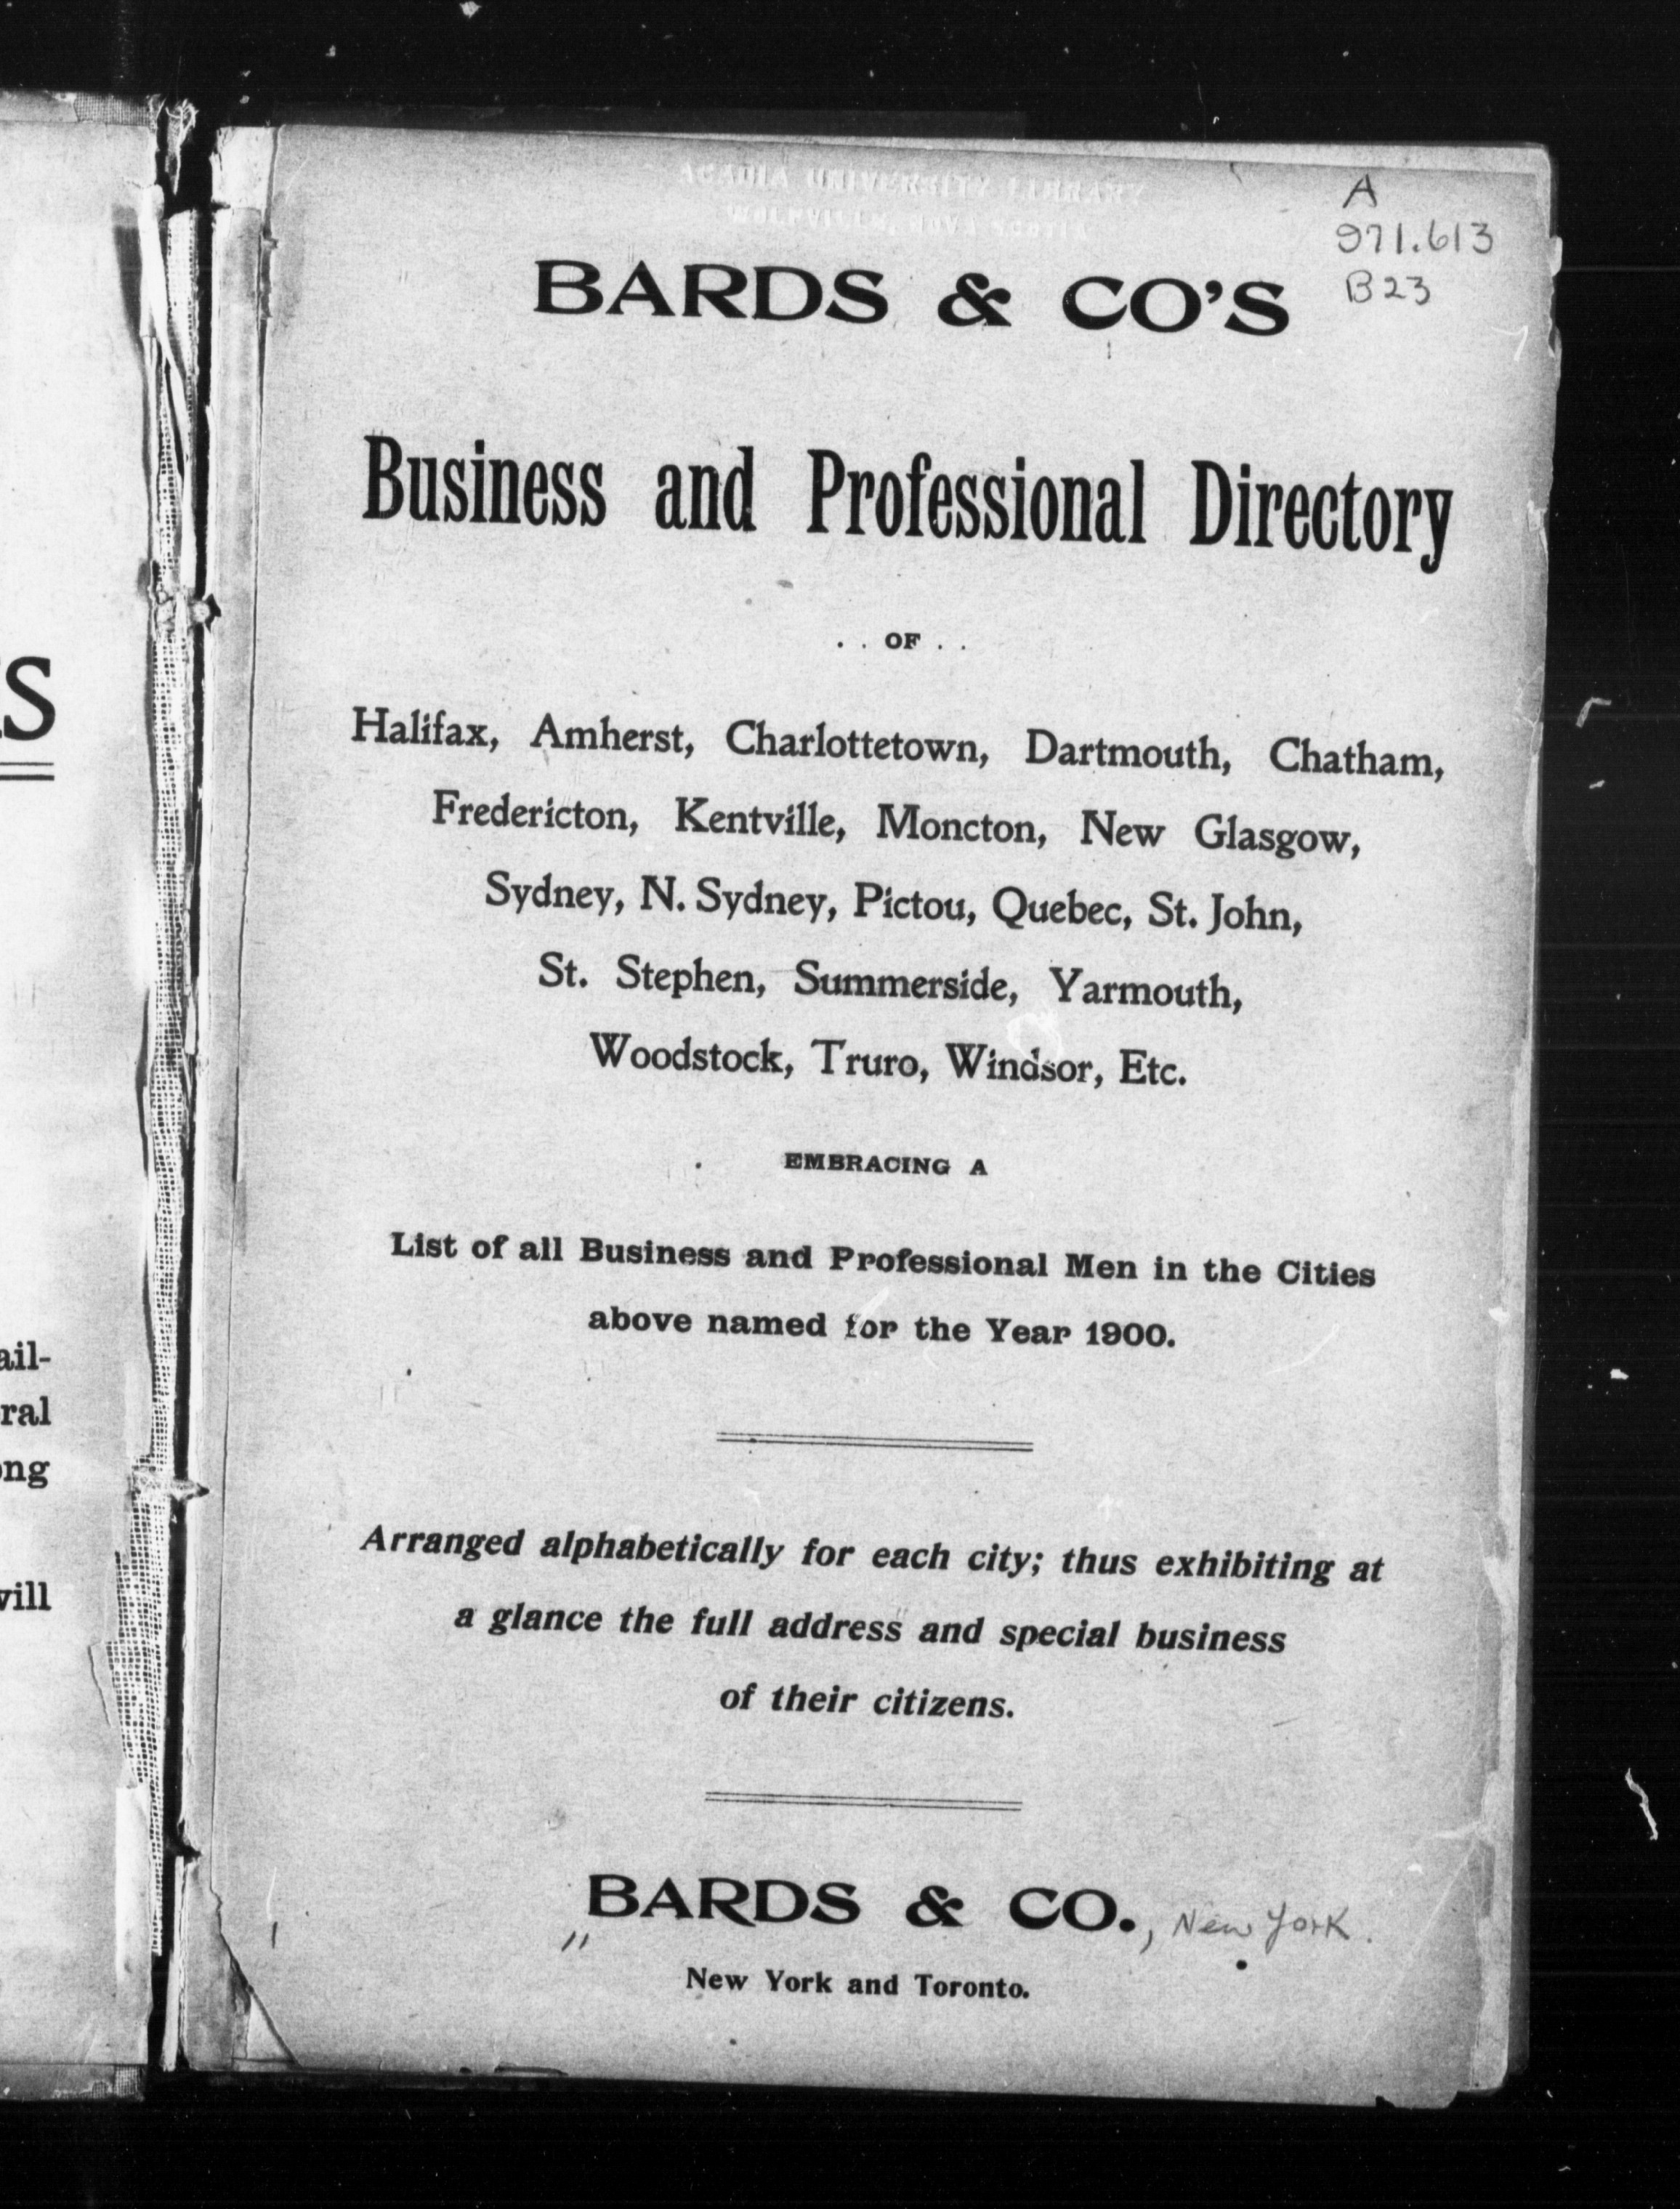 S
ail-
ral
ong
will
ACADIA UNIVERSITY LIBRARY
WOLFVILLE, NOVA SCOTIA
A
971.613
B23
BARDS & CO'S
Business and Professional Directory
. . OF . .
Halifax, Amherst, Charlottetown, Dartmouth, Chatham,
Fredericton, Kentville, Moncton, New Glasgow,
Sydney, N. Sydney, Pictou, Quebec, St. John,
St. Stephen, Summerside, Yarmouth,
Woodstock, Truro, Windsor, Etc.
EMBRACING A
List of all Business and Professional Men in the Cities
above named for the Year 1900.
Arranged alphabetically for each city; thus exhibiting at
a glance the full address and special business
of their citizens.
BARDS & CO., New York.
New York and Toronto.